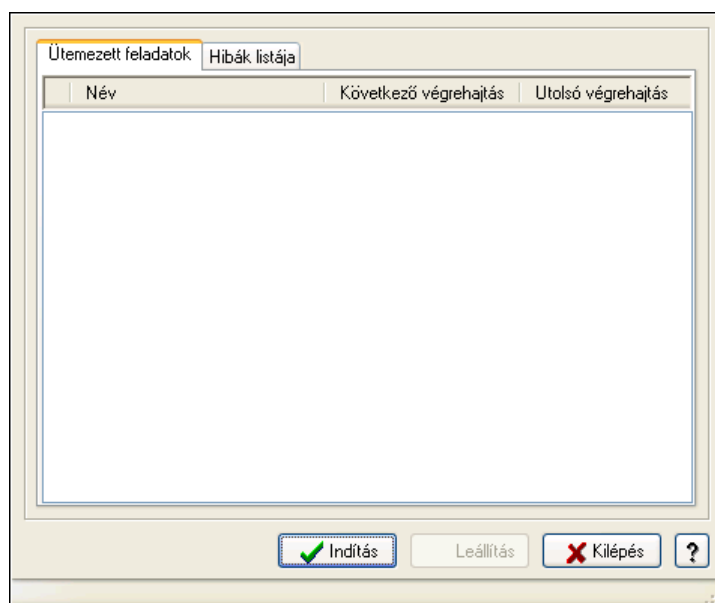 Ütemezett feladatok Hibák listája
Név Következő végrehajtás Utolsó végrehajtás
Indítás Leállítás Kilépés ?